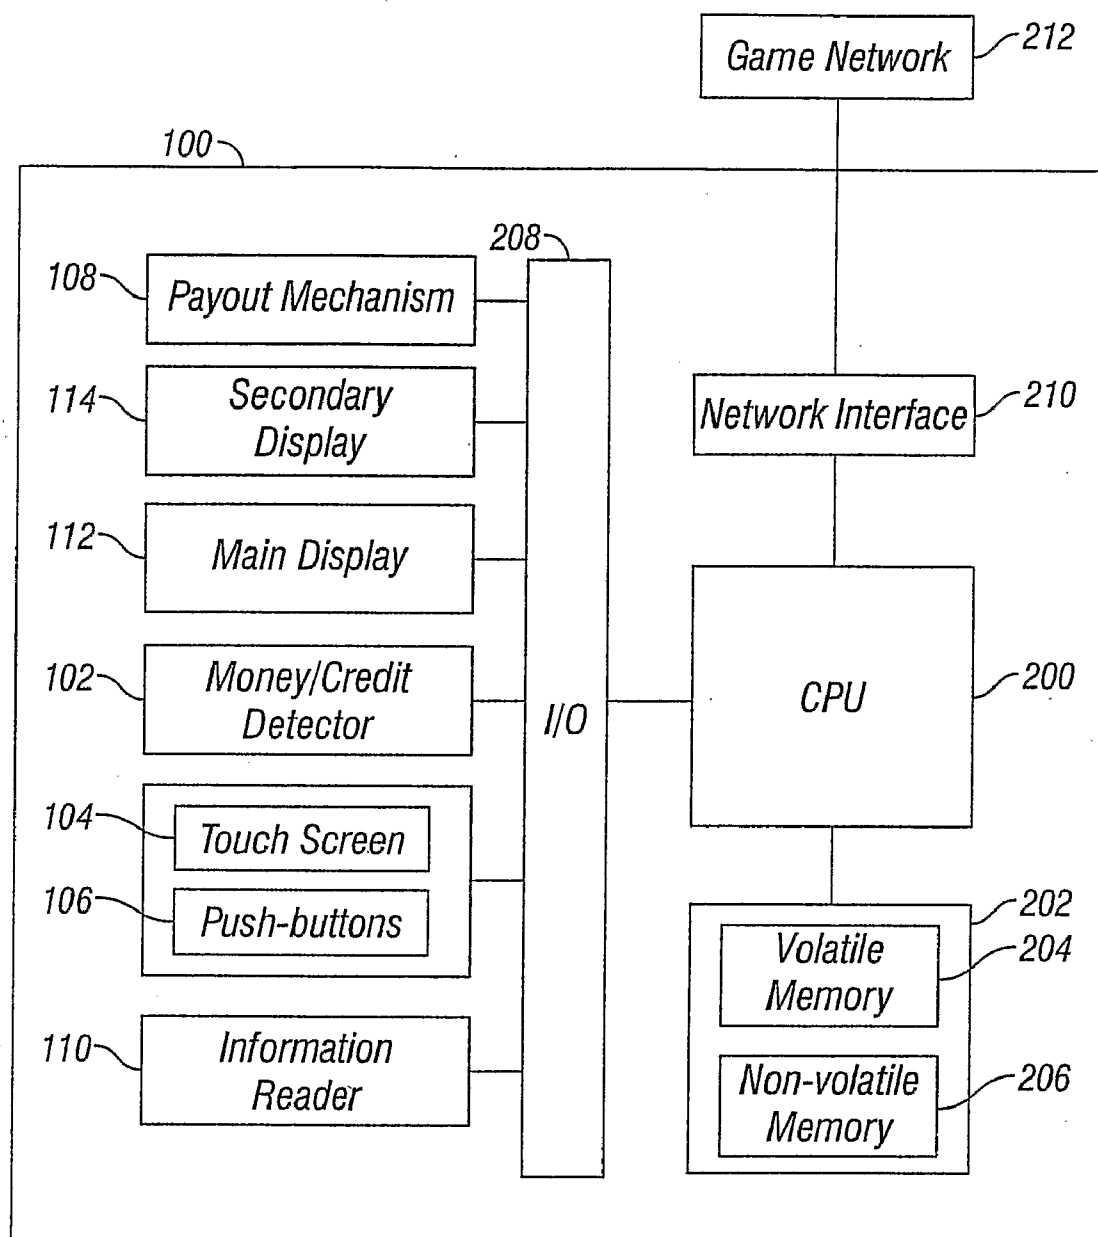 Game Network
212
100
208
108
Payout Mechanism
114
Secondary
Display
Network Interface
210
112
Main Display
102
Money/Credit
Detector
I/O
CPU
200
104
Touch Screen
106
Push-buttons
202
Volatile
Memory
204
110
Information
Reader
Non-volatile
Memory
206